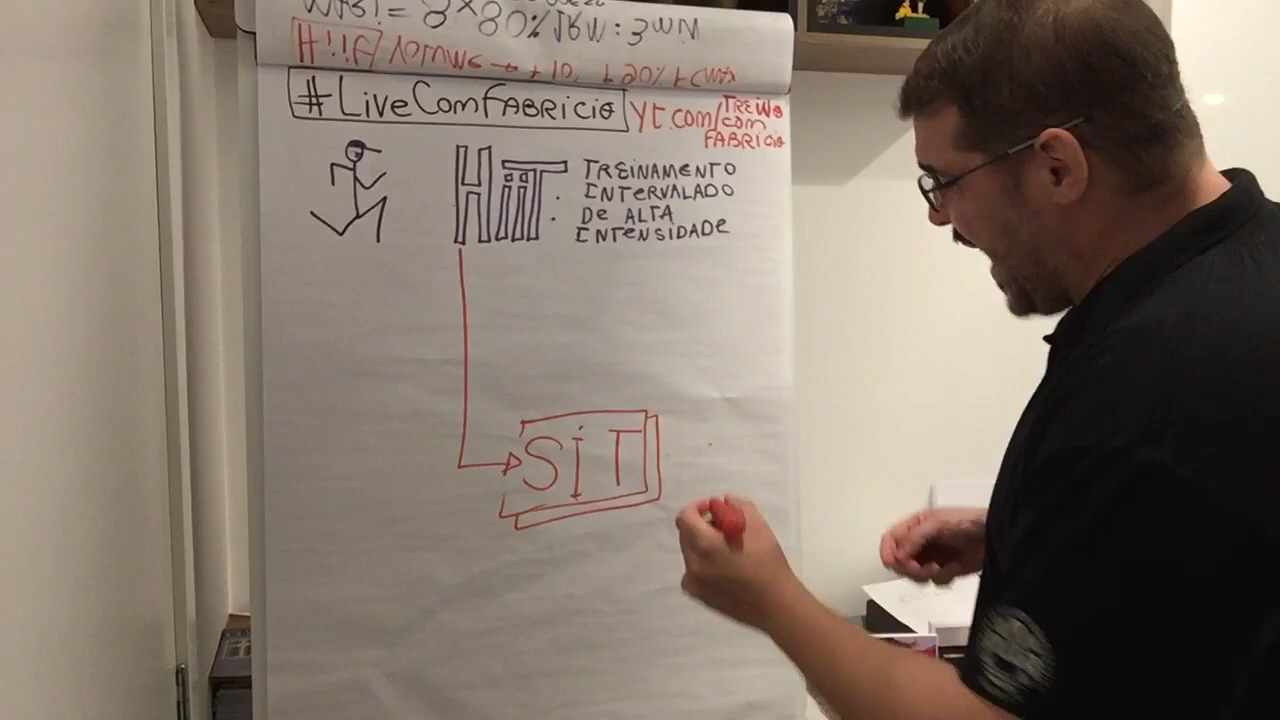 #LiveComFABRiCiO
YT.com/TREiNO
COM
FABRiCiO
HiiT: TREiNAMENTO
iNTERVALADO
De ALTA
iNTeNSiDADe
SiT